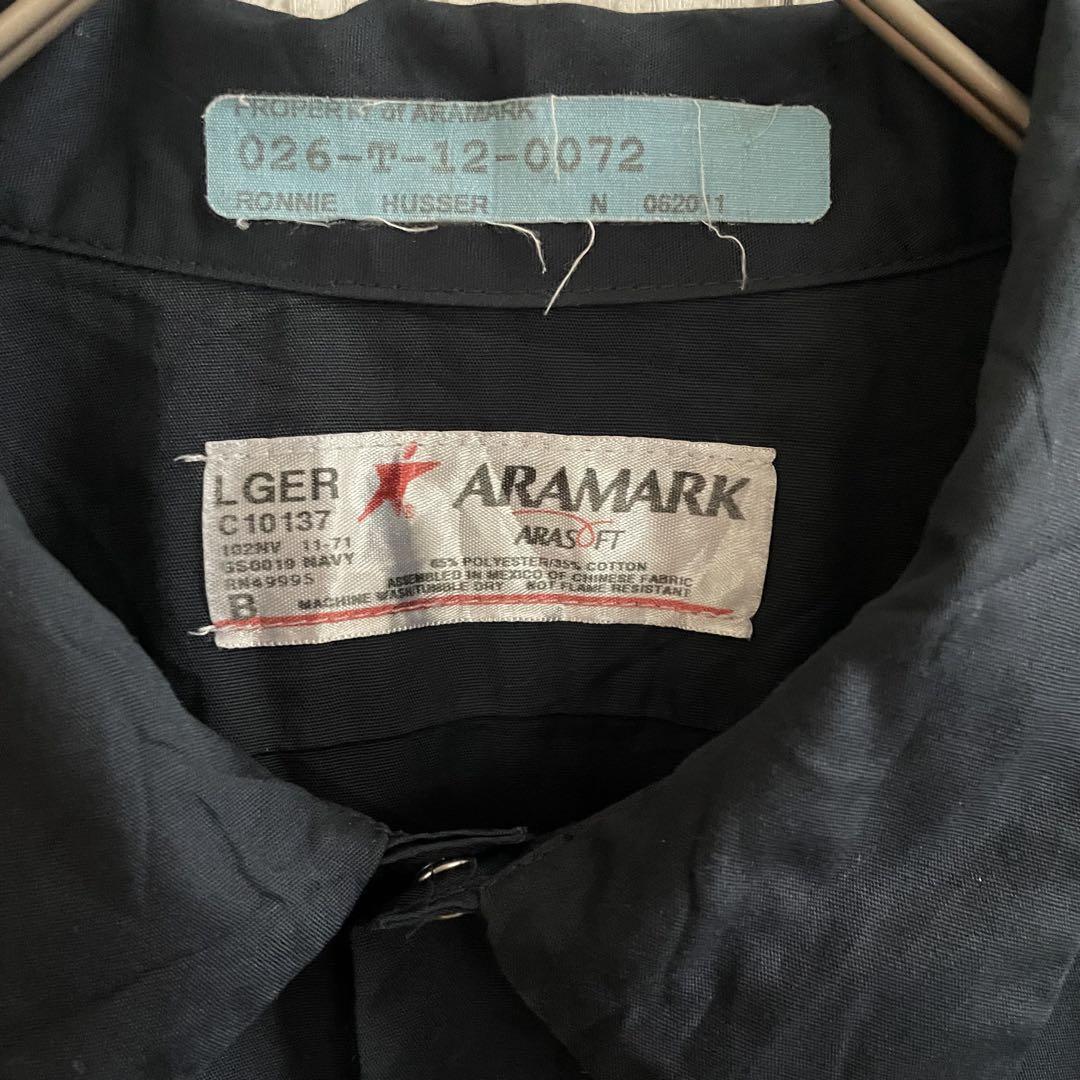 PROPERTY of ARAMARK
026-T-12-0072
RONNIE HUSSER N 062011
LGER
C10137
102NV 11-71
SS0019 NAVY
RN49995
B
ARAMARK
ARASOFT
65% POLYESTER/35% COTTON
ASSEMBLED IN MEXICO OF CHINESE FABRIC
MACHINE WASH/TUMBLE DRY NOT FLAME RESISTANT